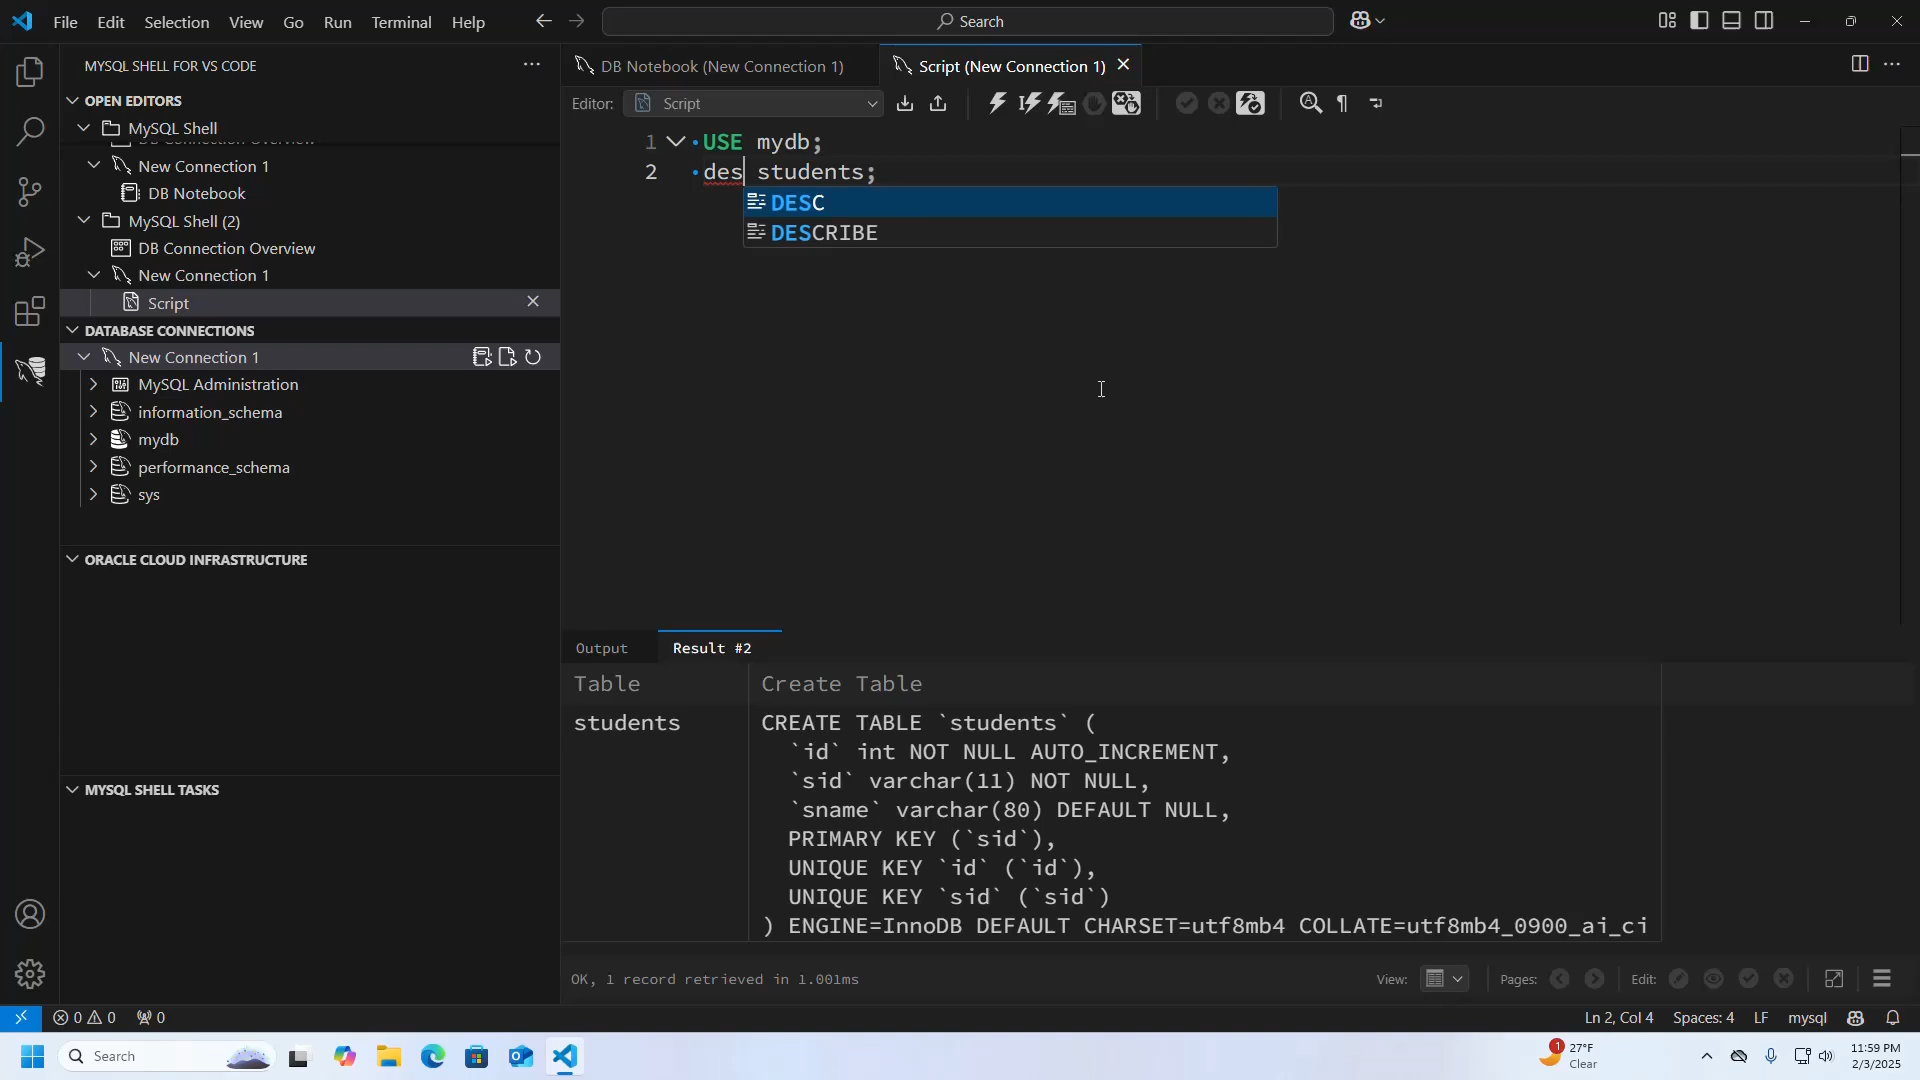 File Edit Selection View Go Run Terminal Help
Search
MYSQL SHELL FOR VS CODE
DB Notebook (New Connection 1)
Script (New Connection 1)
OPEN EDITORS
Editor:
Script
MySQL Shell
New Connection 1
DB Notebook
MySQL Shell (2)
DB Connection Overview
New Connection 1
Script
DATABASE CONNECTIONS
New Connection 1
MySQL Administration
information_schema
mydb
performance_schema
sys
ORACLE CLOUD INFRASTRUCTURE
MYSQL SHELL TASKS
1 USE mydb;
2 des students;
DESC
DESCRIBE
Output
Result #2
Table Create Table
students CREATE TABLE `students` (
`id` int NOT NULL AUTO_INCREMENT,
`sid` varchar(11) NOT NULL,
`sname` varchar(80) DEFAULT NULL,
PRIMARY KEY (`sid`),
UNIQUE KEY `id` (`id`),
UNIQUE KEY `sid` (`sid`)
) ENGINE=InnoDB DEFAULT CHARSET=utf8mb4 COLLATE=utf8mb4_0900_ai_ci
OK, 1 record retrieved in 1.001ms
View:
Pages:
Edit:
0 0 0
Ln 2, Col 4
Spaces: 4
LF
mysql
Search
1
27°F
Clear
11:59 PM
2/3/2025